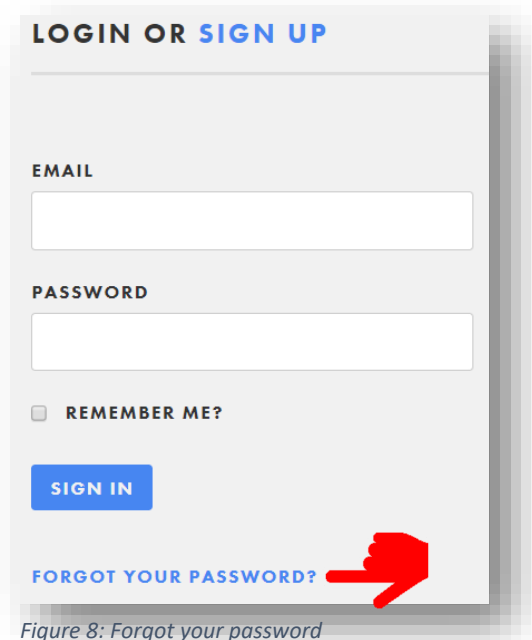 LOGIN OR SIGN UP
EMAIL
PASSWORD
REMEMBER ME?
SIGN IN
FORGOT YOUR PASSWORD?
Figure 8: Forgot your password